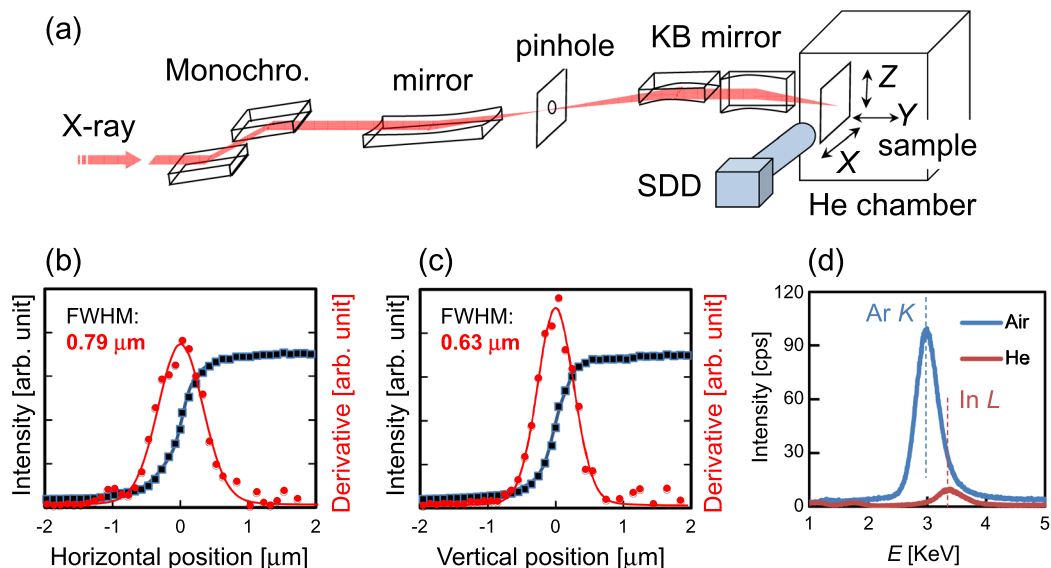 (a)
Monochro.
mirror
pinhole
KB mirror
X-ray
Z
Y
X
sample
SDD
He chamber
(b)
Intensity [arb. unit]
FWHM:
0.79 μm
Derivative [arb. unit]
-2 -1 0 1 2
Horizontal position [μm]
(c)
Intensity [arb. unit]
FWHM:
0.63 μm
Derivative [arb. unit]
-2 -1 0 1 2
Vertical position [μm]
(d)
Intensity [cps]
120
90
60
30
0
Ar K
Air
He
In L
1 2 3 4 5
E [KeV]